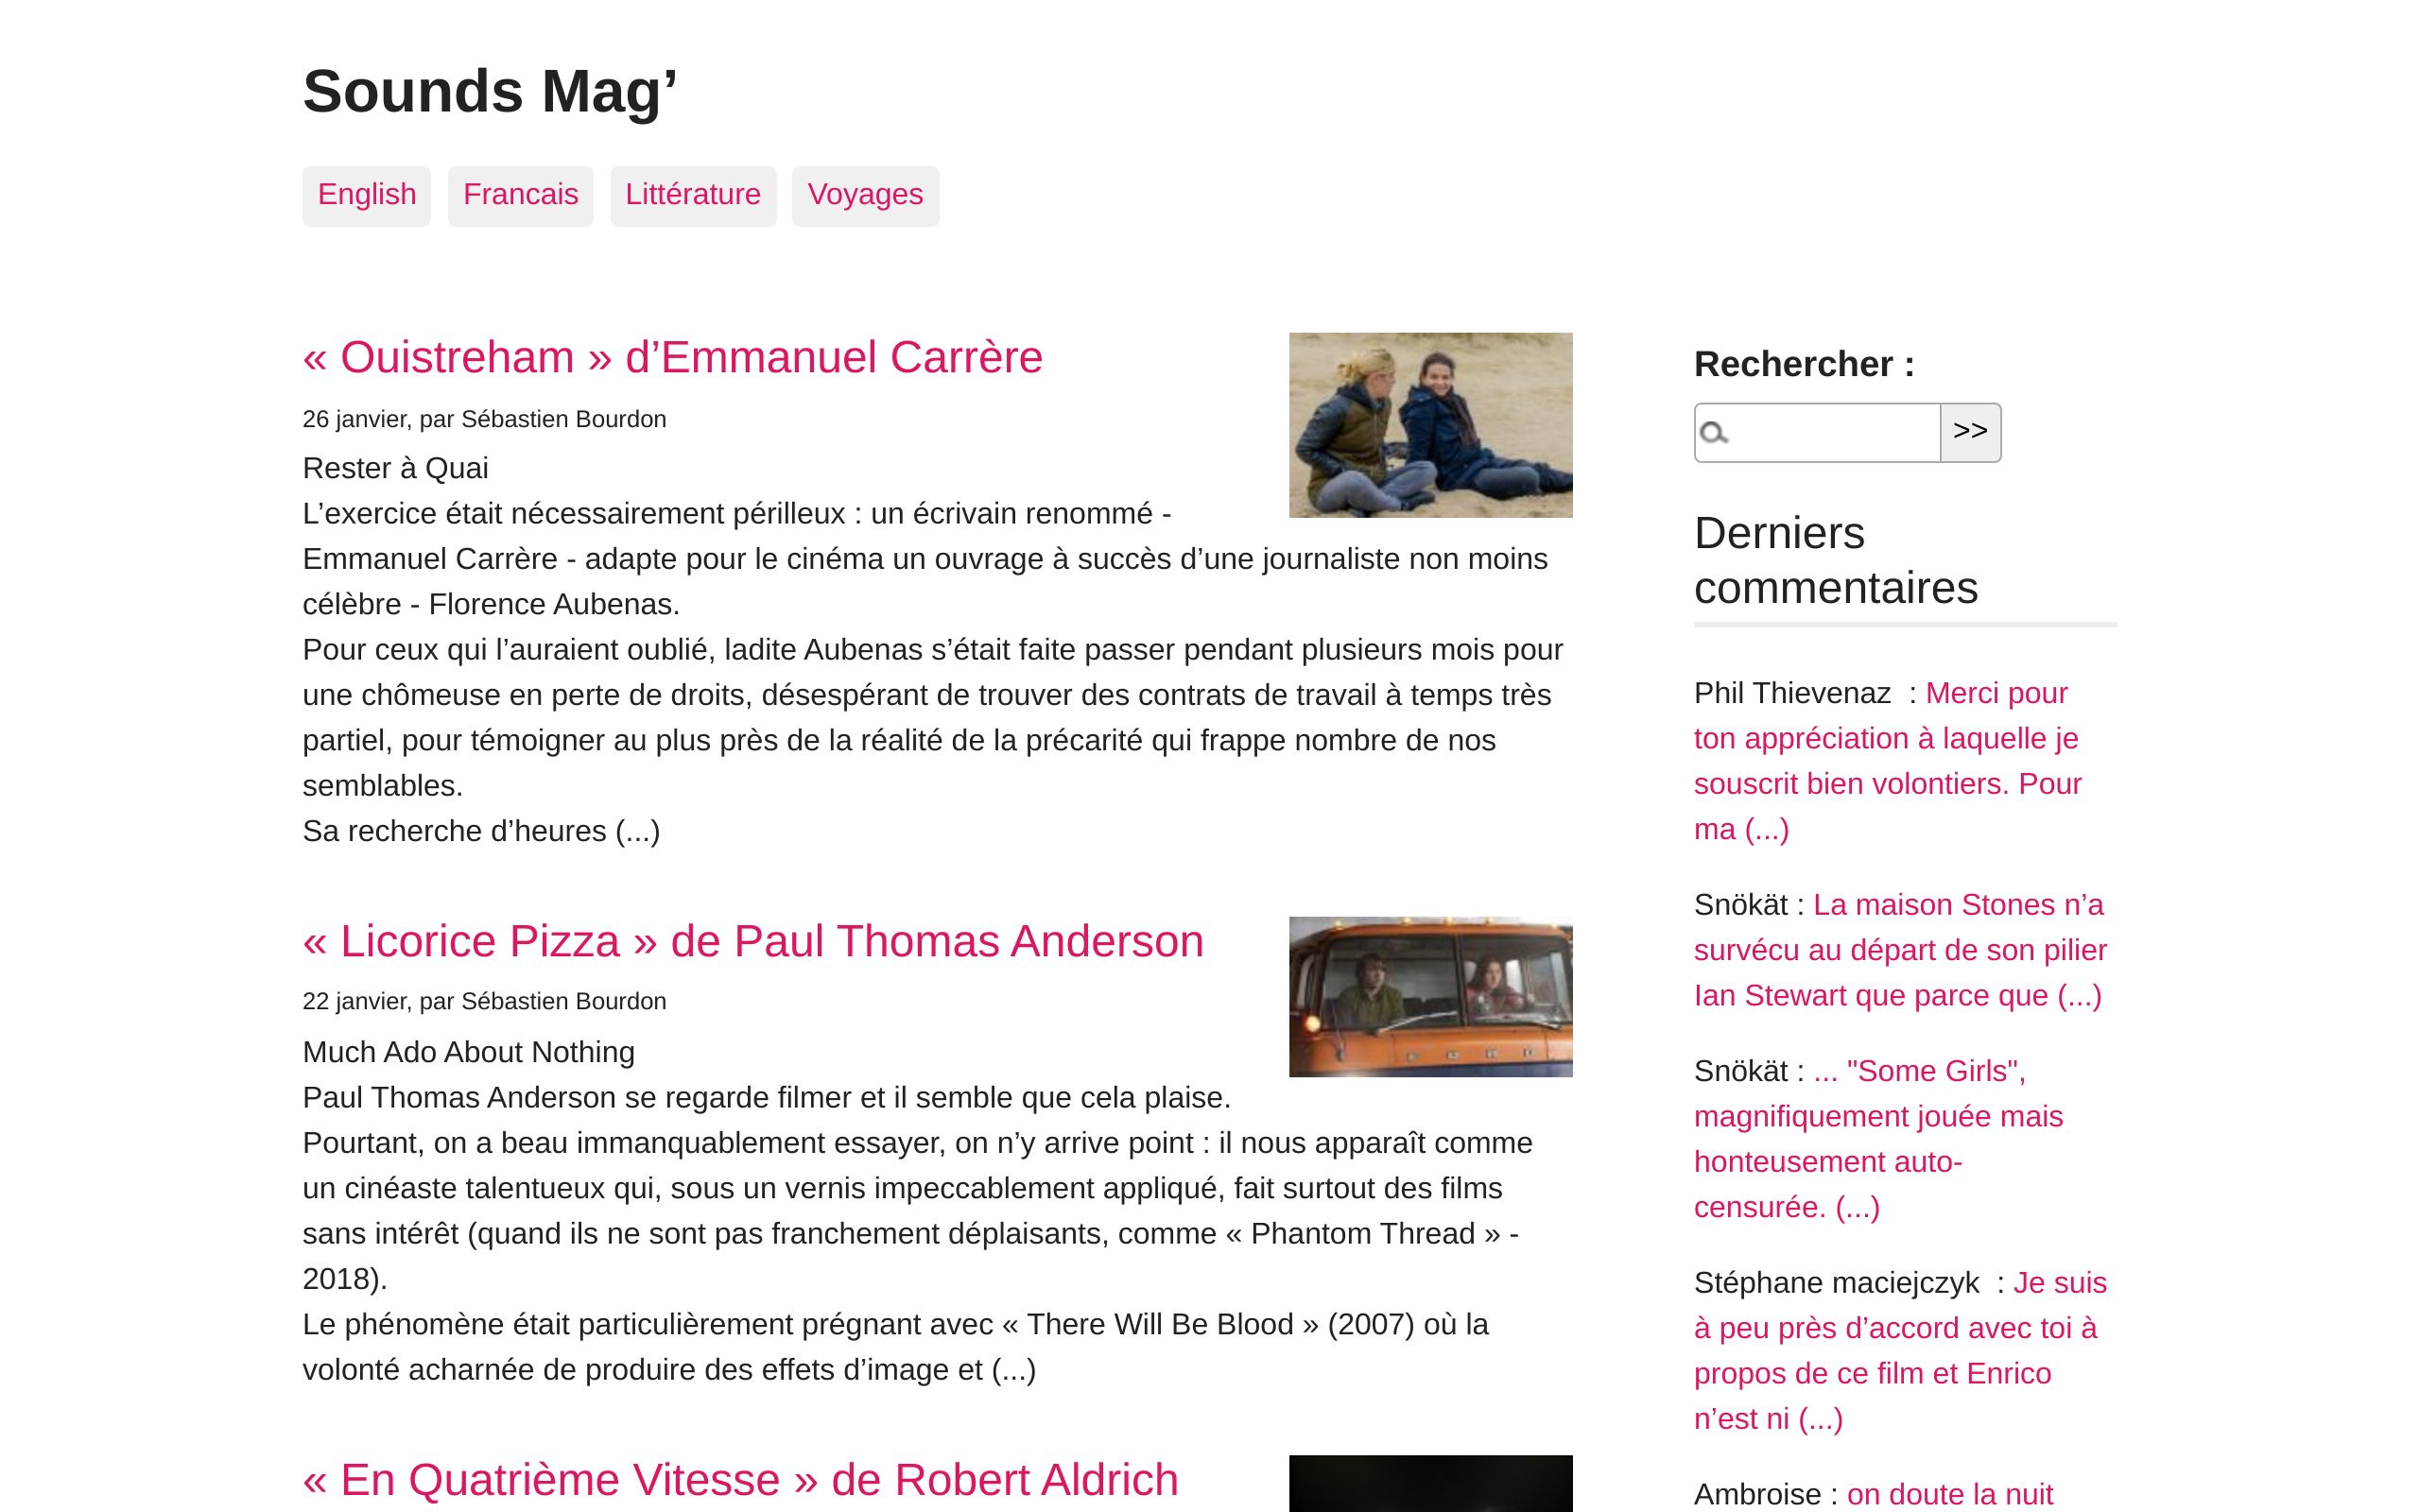 Sounds Mag’
English Francais Littérature Voyages
« Ouistreham » d’Emmanuel Carrère
26 janvier, par Sébastien Bourdon
Rester à Quai
L’exercice était nécessairement périlleux : un écrivain renommé -
Emmanuel Carrère - adapte pour le cinéma un ouvrage à succès d’une journaliste non moins
célèbre - Florence Aubenas.
Pour ceux qui l’auraient oublié, ladite Aubenas s’était faite passer pendant plusieurs mois pour
une chômeuse en perte de droits, désespérant de trouver des contrats de travail à temps très
partiel, pour témoigner au plus près de la réalité de la précarité qui frappe nombre de nos
semblables.
Sa recherche d’heures (...)
« Licorice Pizza » de Paul Thomas Anderson
22 janvier, par Sébastien Bourdon
Much Ado About Nothing
Paul Thomas Anderson se regarde filmer et il semble que cela plaise.
Pourtant, on a beau immanquablement essayer, on n’y arrive point : il nous apparaît comme
un cinéaste talentueux qui, sous un vernis impeccablement appliqué, fait surtout des films
sans intérêt (quand ils ne sont pas franchement déplaisants, comme « Phantom Thread » -
2018).
Le phénomène était particulièrement prégnant avec « There Will Be Blood » (2007) où la
volonté acharnée de produire des effets d’image et (...)
« En Quatrième Vitesse » de Robert Aldrich
Rechercher :
>>
Derniers
commentaires
Phil Thievenaz  : Merci pour
ton appréciation à laquelle je
souscrit bien volontiers. Pour
ma (...)
Snökät : La maison Stones n’a
survécu au départ de son pilier
Ian Stewart que parce que (...)
Snökät : ... "Some Girls",
magnifiquement jouée mais
honteusement auto-
censurée. (...)
Stéphane maciejczyk  : Je suis
à peu près d’accord avec toi à
propos de ce film et Enrico
n’est ni (...)
Ambroise : on doute la nuit